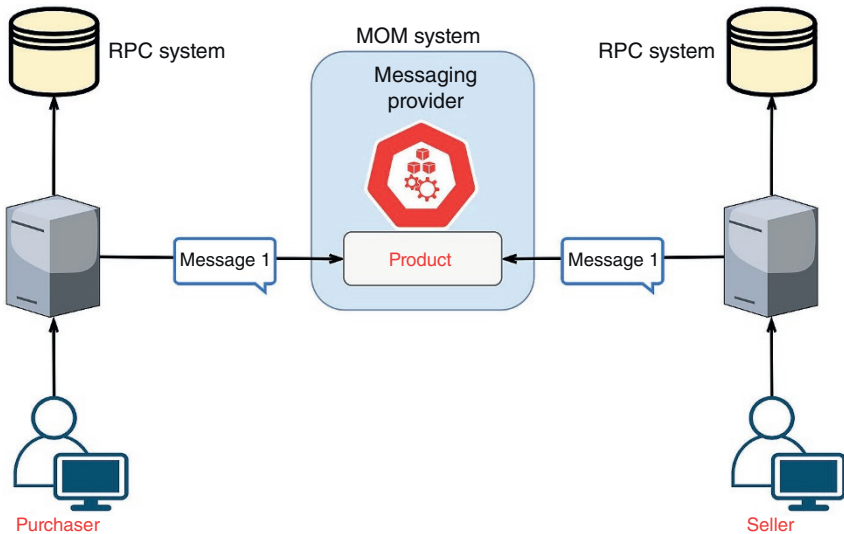 RPC system
MOM system
RPC system
Messaging
provider
Message 1
Product
Message 1
Purchaser
Seller